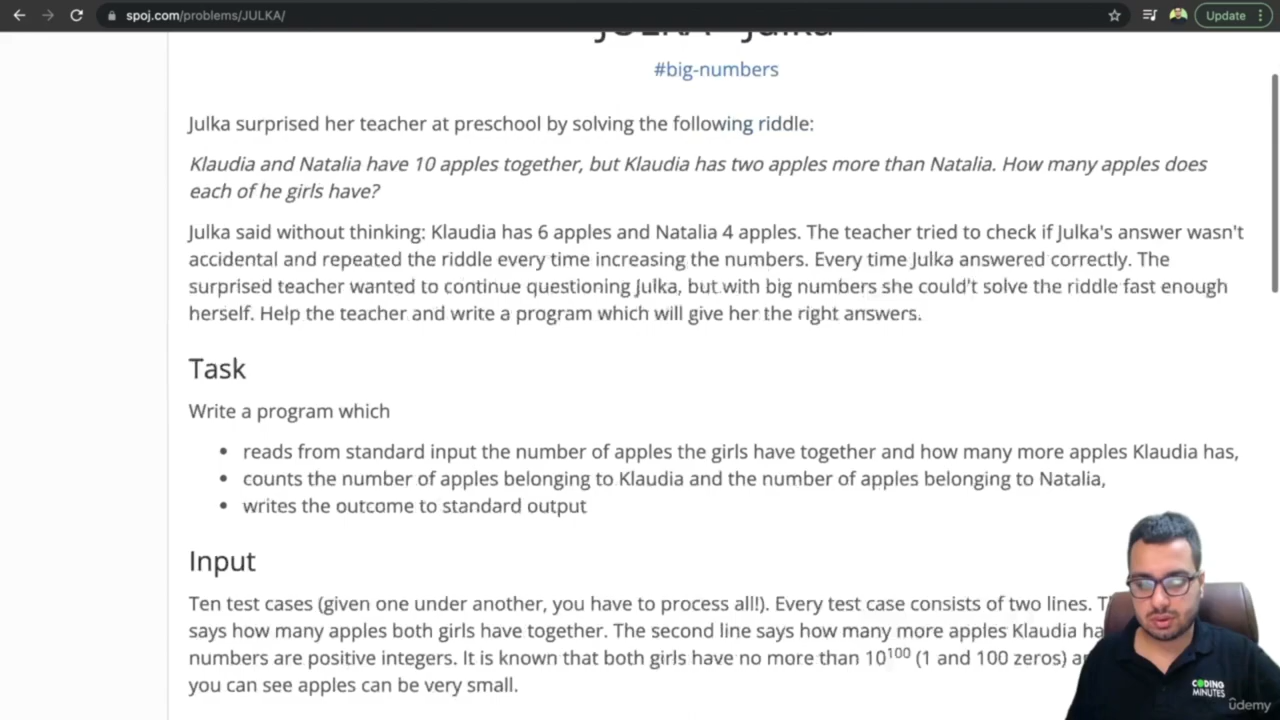 spoj.com/problems/JULKA/
Update
JULKA - Julka
#big-numbers
Julka surprised her teacher at preschool by solving the following riddle:
Klaudia and Natalia have 10 apples together, but Klaudia has two apples more than Natalia. How many apples does
each of he girls have?
Julka said without thinking: Klaudia has 6 apples and Natalia 4 apples. The teacher tried to check if Julka's answer wasn't
accidental and repeated the riddle every time increasing the numbers. Every time Julka answered correctly. The
surprised teacher wanted to continue questioning Julka, but with big numbers she could't solve the riddle fast enough
herself. Help the teacher and write a program which will give her the right answers.
Task
Write a program which
• reads from standard input the number of apples the girls have together and how many more apples Klaudia has,
• counts the number of apples belonging to Klaudia and the number of apples belonging to Natalia,
• writes the outcome to standard output
Input
Ten test cases (given one under another, you have to process all!). Every test case consists of two lines.
says how many apples both girls have together. The second line says how many more apples Klaudia
numbers are positive integers. It is known that both girls have no more than 10¹⁰⁰ (1 and 100 zeros)
you can see apples can be very small.
CODING
MINUTES
ûdemy